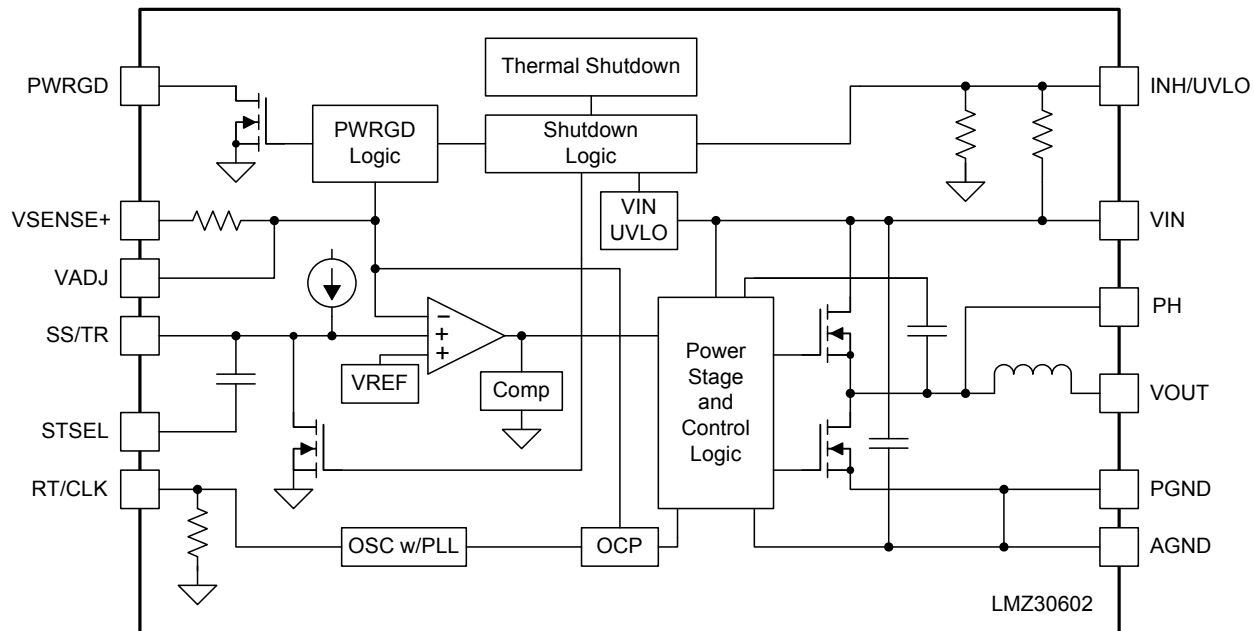 Thermal Shutdown
PWRGD
INH/UVLO
PWRGD
Logic
Shutdown
Logic
VSENSE+
VIN
UVLO
VIN
VADJ
PH
SS/TR
−
+
+
VREF
Comp
Power
Stage
and
Control
Logic
VOUT
STSEL
RT/CLK
PGND
OSC w/PLL
OCP
AGND
LMZ30602